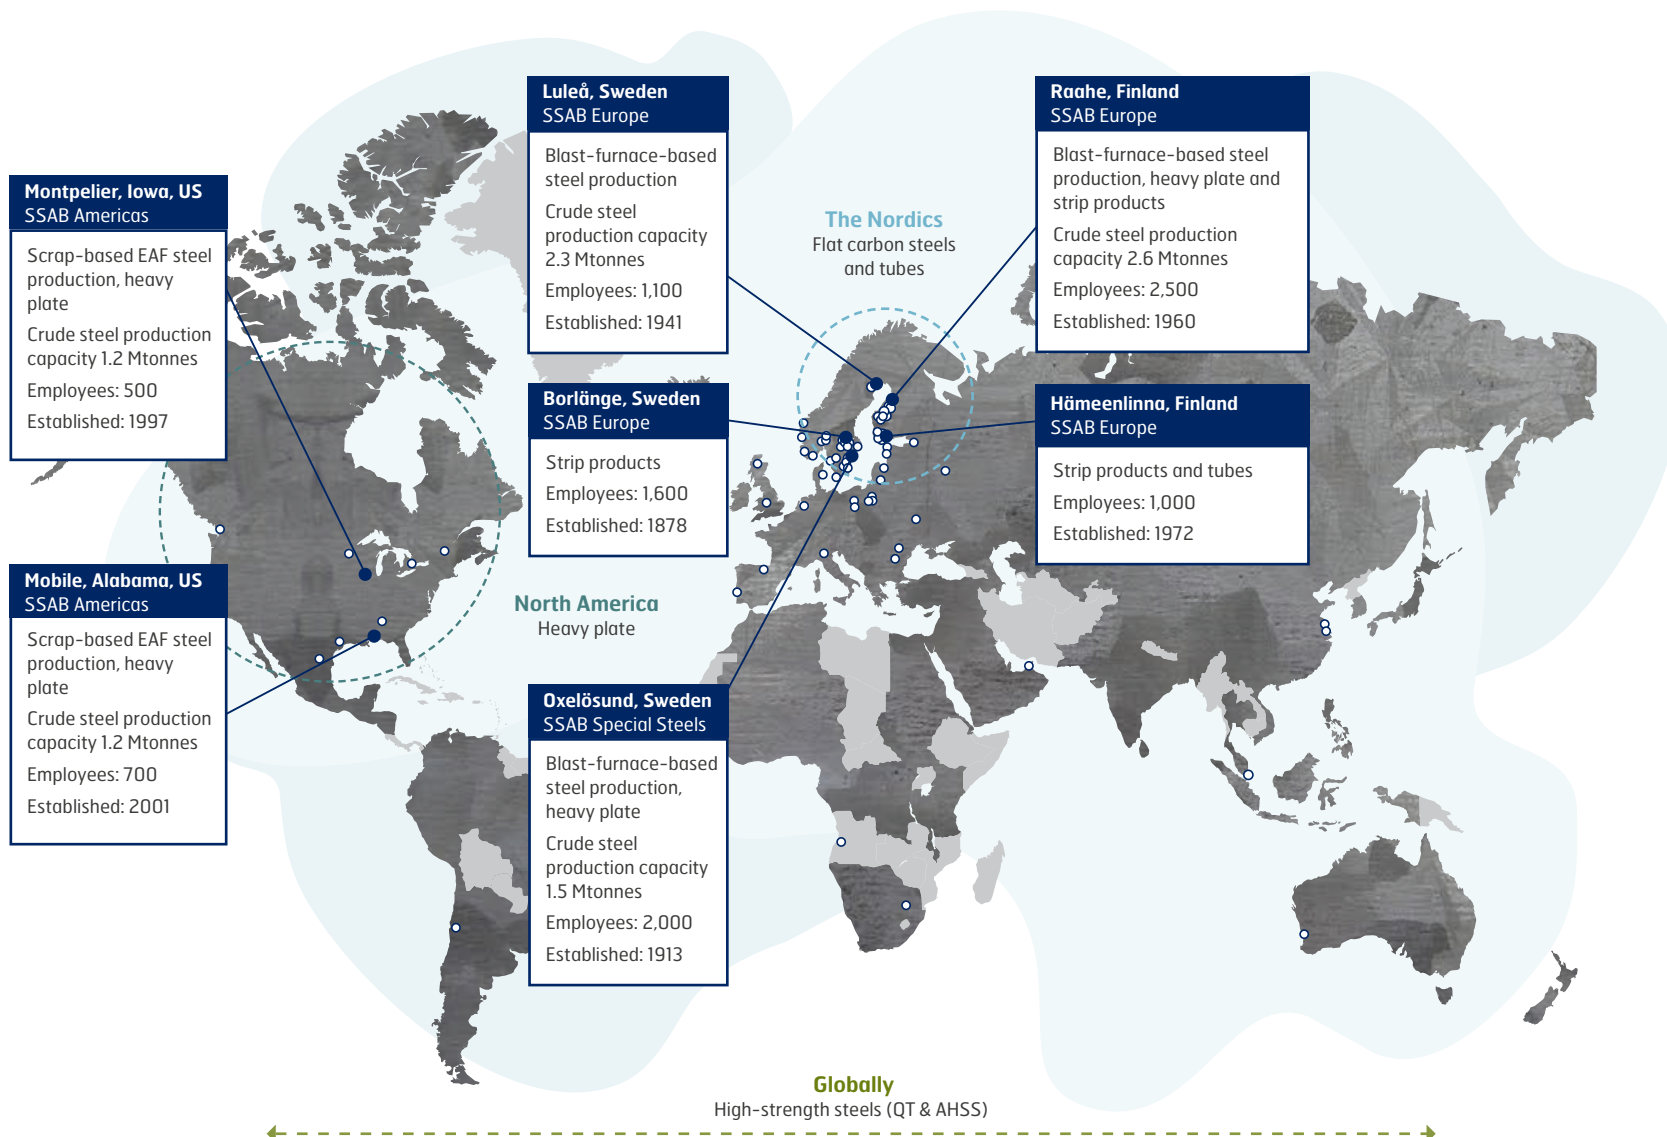 Luleå, Sweden
SSAB Europe
Blast-furnace-based
steel production
Crude steel
production capacity
2.3 Mtonnes
Employees: 1,100
Established: 1941
Raahe, Finland
SSAB Europe
Blast-furnace-based steel
production, heavy plate and
strip products
Crude steel production
capacity 2.6 Mtonnes
Employees: 2,500
Established: 1960
Montpelier, Iowa, US
SSAB Americas
Scrap-based EAF steel
production, heavy
plate
Crude steel production
capacity 1.2 Mtonnes
Employees: 500
Established: 1997
The Nordics
Flat carbon steels
and tubes
Borlänge, Sweden
SSAB Europe
Strip products
Employees: 1,600
Established: 1878
Hämeenlinna, Finland
SSAB Europe
Strip products and tubes
Employees: 1,000
Established: 1972
Mobile, Alabama, US
SSAB Americas
Scrap-based EAF steel
production, heavy
plate
Crude steel production
capacity 1.2 Mtonnes
Employees: 700
Established: 2001
North America
Heavy plate
Oxelösund, Sweden
SSAB Special Steels
Blast-furnace-based
steel production,
heavy plate
Crude steel
production capacity
1.5 Mtonnes
Employees: 2,000
Established: 1913
Globally
High-strength steels (QT & AHSS)